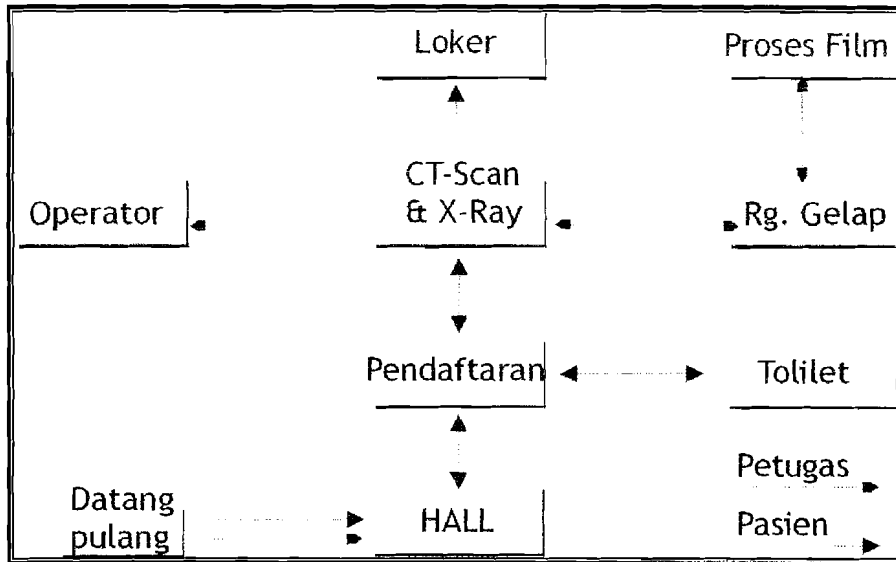 Loker
Proses Film
CT-Scan
& X-Ray
Operator
Rg. Gelap
Pendaftaran
Tolilet
Petugas
Datang
pulang
HALL
Pasien